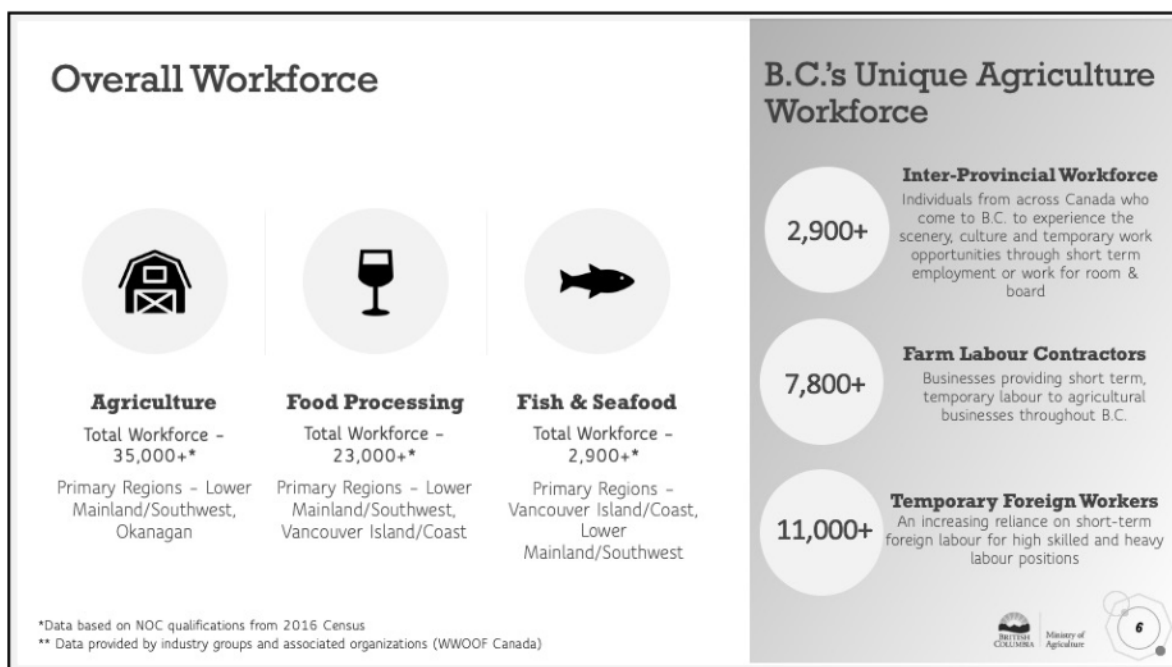 Overall Workforce
Agriculture
Total Workforce –
35,000+*
Primary Regions – Lower
Mainland/Southwest,
Okanagan
Food Processing
Total Workforce –
23,000+*
Primary Regions – Lower
Mainland/Southwest,
Vancouver Island/Coast
Fish & Seafood
Total Workforce –
2,900+*
Primary Regions –
Vancouver Island/Coast,
Lower
Mainland/Southwest
*Data based on NOC qualifications from 2016 Census
** Data provided by industry groups and associated organizations (WWOOF Canada)
B.C.'s Unique Agriculture
Workforce
2,900+
Inter-Provincial Workforce
Individuals from across Canada who
come to B.C. to experience the
scenery, culture and temporary work
opportunities through short term
employment or work for room &
board
7,800+
Farm Labour Contractors
Businesses providing short term,
temporary labour to agricultural
businesses throughout B.C.
11,000+
Temporary Foreign Workers
An increasing reliance on short-term
foreign labour for high skilled and heavy
labour positions
BRITISH
COLUMBIA
Ministry of
Agriculture
6